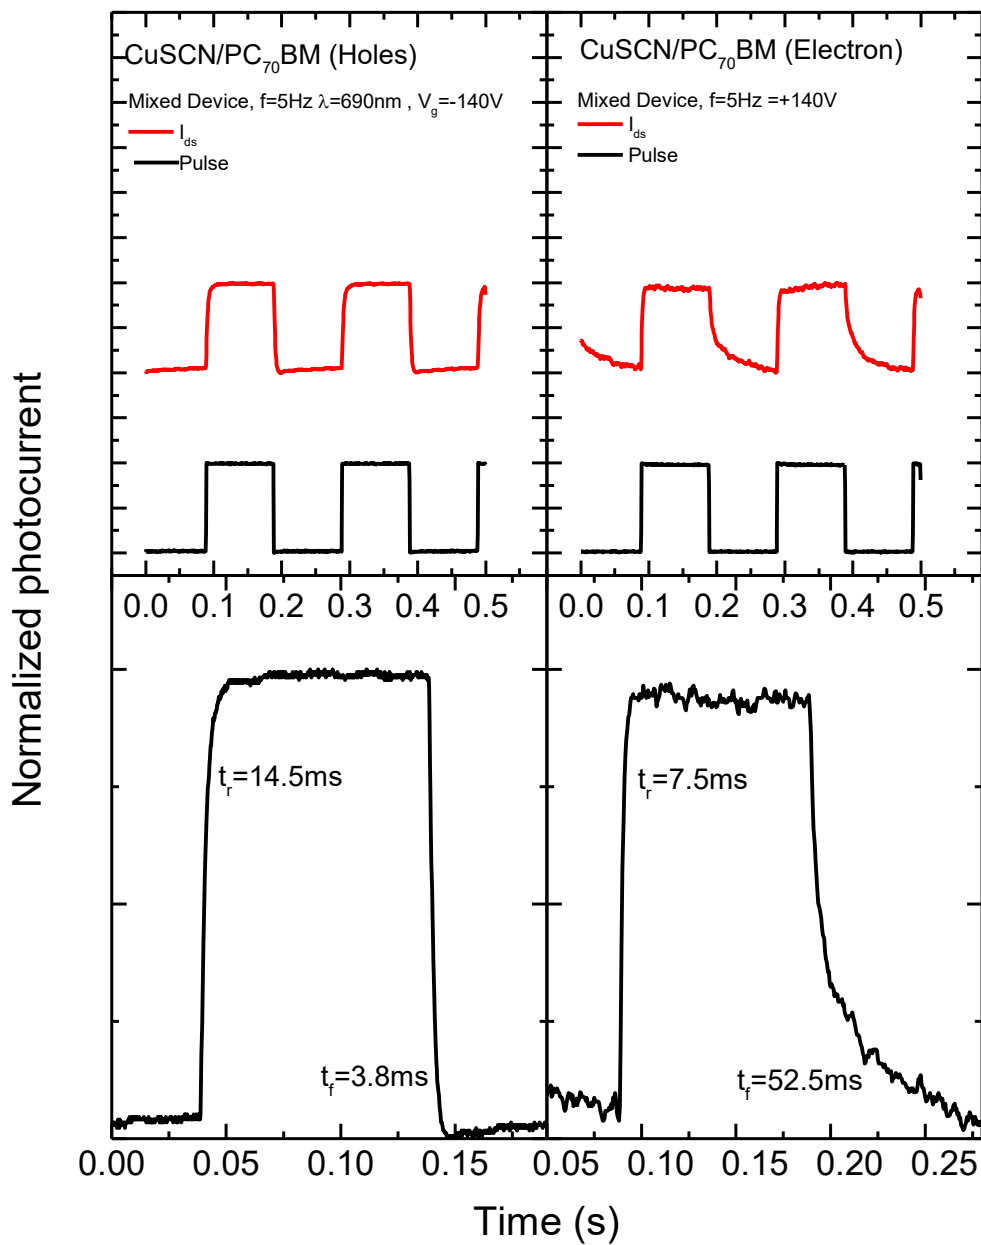 CuSCN/PC70BM (Holes)
Mixed Device, f=5Hz λ=690nm , Vg=-140V
Ids
Pulse
CuSCN/PC70BM (Electron)
Mixed Device, f=5Hz =+140V
Ids
Pulse
0.0 0.1 0.2 0.3 0.4 0.5
0.0 0.1 0.2 0.3 0.4 0.5
Normalized photocurrent
tr=14.5ms
tf=3.8ms
tr=7.5ms
tf=52.5ms
0.00 0.05 0.10 0.15
0.05 0.10 0.15 0.20 0.25
Time (s)